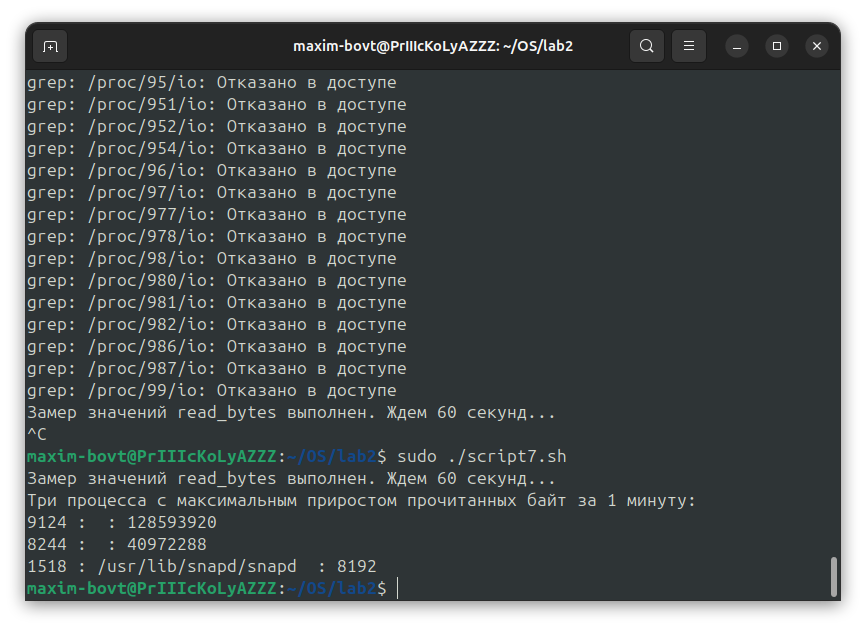 maxim-bovt@PrIIIcKoLyAZZZ: ~/OS/lab2
grep: /proc/95/io: Отказано в доступе
grep: /proc/951/io: Отказано в доступе
grep: /proc/952/io: Отказано в доступе
grep: /proc/954/io: Отказано в доступе
grep: /proc/96/io: Отказано в доступе
grep: /proc/97/io: Отказано в доступе
grep: /proc/977/io: Отказано в доступе
grep: /proc/978/io: Отказано в доступе
grep: /proc/98/io: Отказано в доступе
grep: /proc/980/io: Отказано в доступе
grep: /proc/981/io: Отказано в доступе
grep: /proc/982/io: Отказано в доступе
grep: /proc/986/io: Отказано в доступе
grep: /proc/987/io: Отказано в доступе
grep: /proc/99/io: Отказано в доступе
Замер значений read_bytes выполнен. Ждем 60 секунд...
^C
maxim-bovt@PrIIIcKoLyAZZZ:~/OS/lab2$ sudo ./script7.sh
Замер значений read_bytes выполнен. Ждем 60 секунд...
Три процесса с максимальным приростом прочитанных байт за 1 минуту:
9124 :  : 128593920
8244 :  : 40972288
1518 : /usr/lib/snapd/snapd  : 8192
maxim-bovt@PrIIIcKoLyAZZZ:~/OS/lab2$